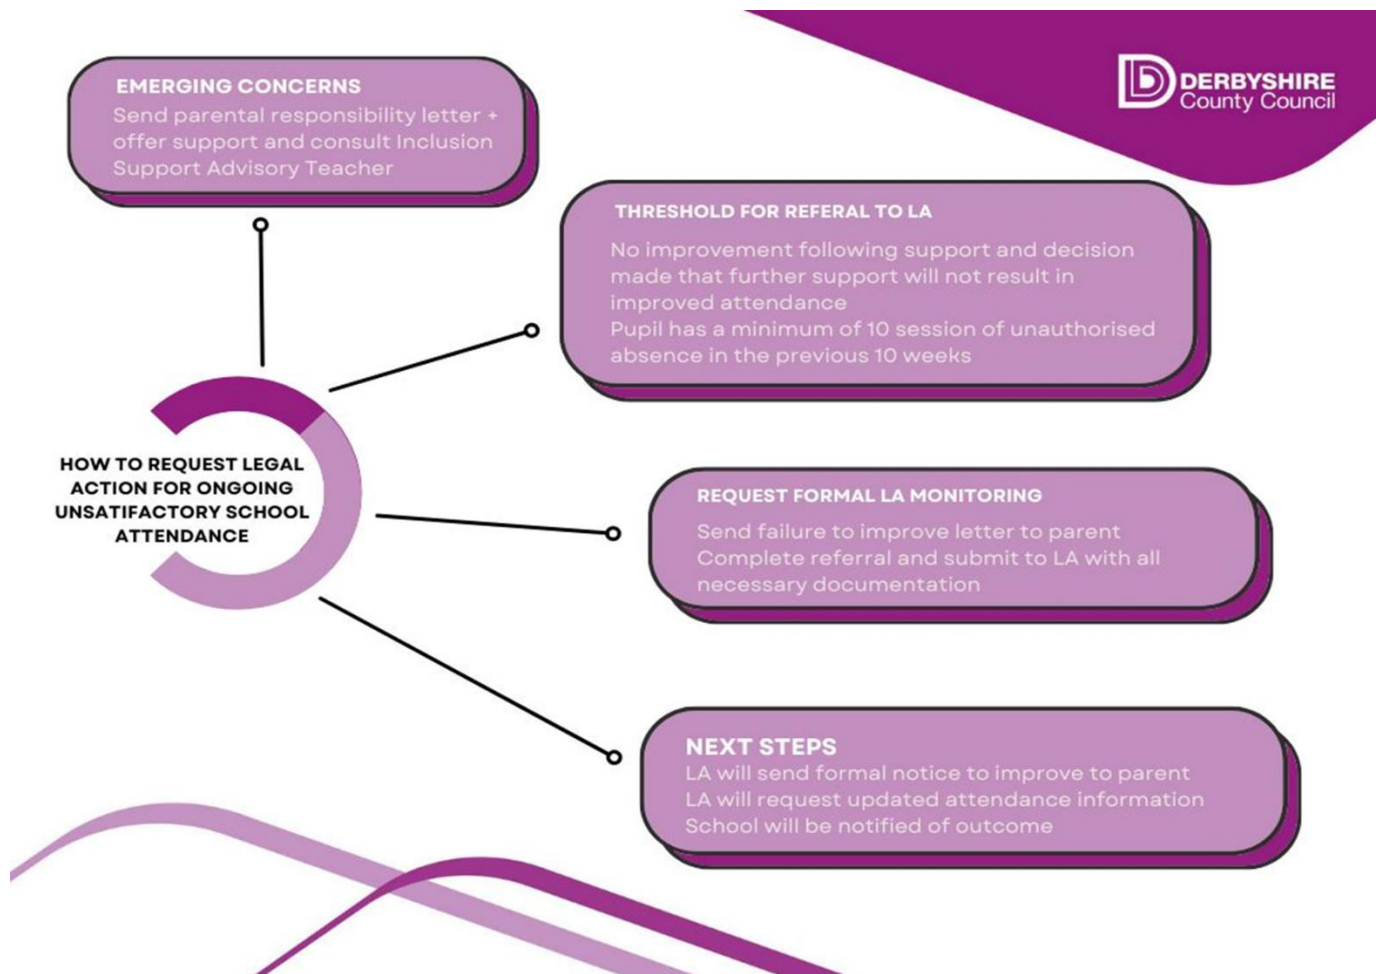 EMERGING CONCERNS
Send parental responsibility letter +
offer support and consult Inclusion
Support Advisory Teacher
DERBYSHIRE
County Council
THRESHOLD FOR REFERAL TO LA
No improvement following support and decision
made that further support will not result in
improved attendance
Pupil has a minimum of 10 session of unauthorised
absence in the previous 10 weeks
HOW TO REQUEST LEGAL
ACTION FOR ONGOING
UNSATIFACTORY SCHOOL
ATTENDANCE
REQUEST FORMAL LA MONITORING
Send failure to improve letter to parent
Complete referral and submit to LA with all
necessary documentation
NEXT STEPS
LA will send formal notice to improve to parent
LA will request updated attendance information
School will be notified of outcome